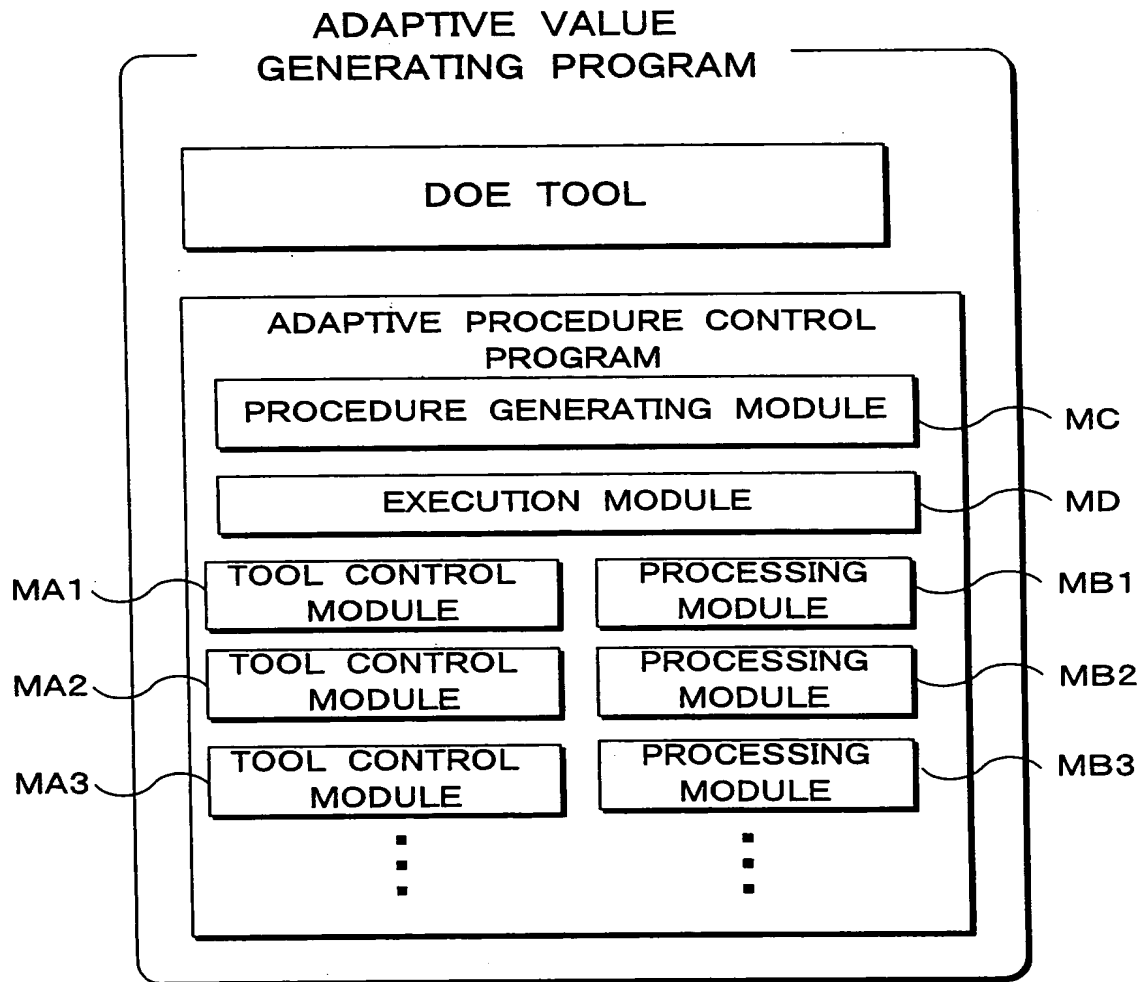 ADAPTIVE VALUE
GENERATING PROGRAM
DOE TOOL
ADAPTIVE PROCEDURE CONTROL
PROGRAM
PROCEDURE GENERATING MODULE
MC
EXECUTION MODULE
MD
MA1
TOOL CONTROL
MODULE
PROCESSING
MODULE
MB1
MA2
TOOL CONTROL
MODULE
PROCESSING
MODULE
MB2
MA3
TOOL CONTROL
MODULE
PROCESSING
MODULE
MB3